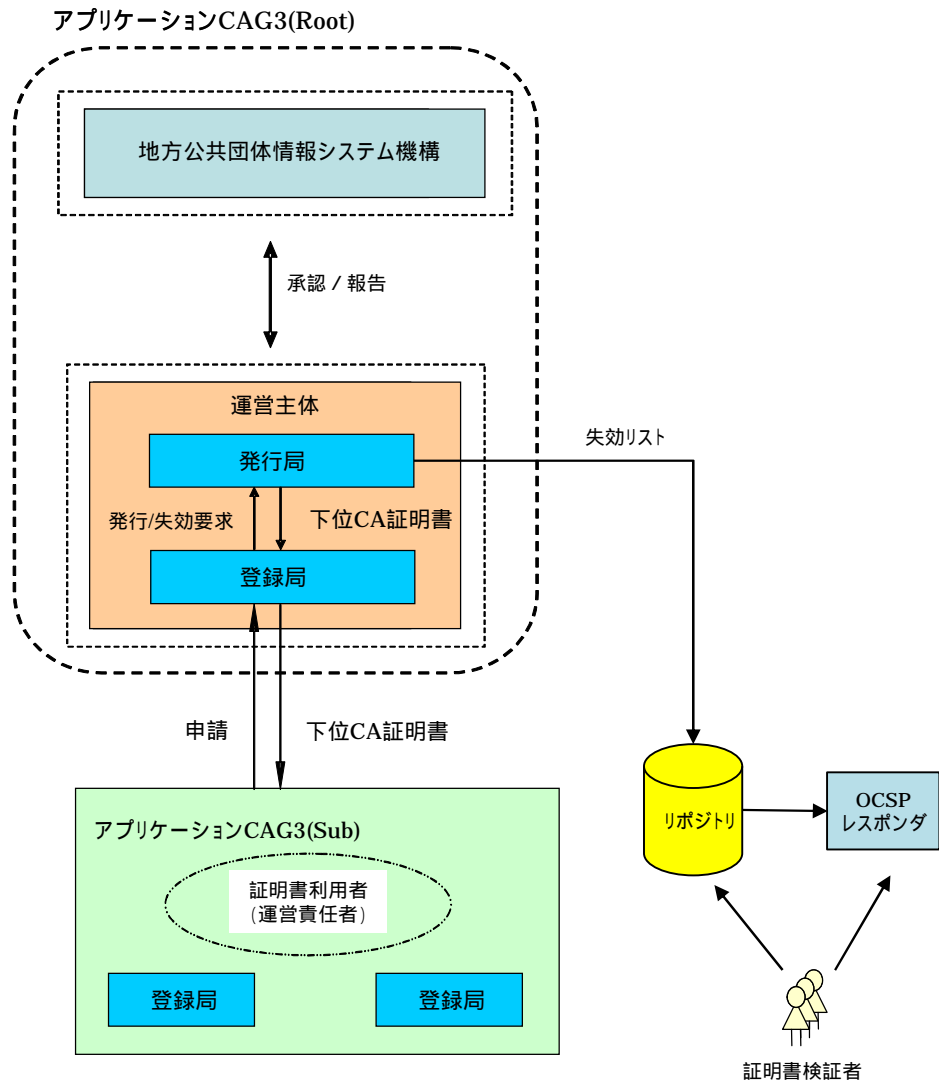 アプリケーションCAG3(Root)
地方公共団体情報システム機構
承認 / 報告
運営主体
発行局
失効リスト
発行/失効要求
下位CA証明書
登録局
申請
下位CA証明書
アプリケーションCAG3(Sub)
証明書利用者
(運営責任者)
登録局
登録局
リポジトリ
OCSP
レスポンダ
証明書検証者